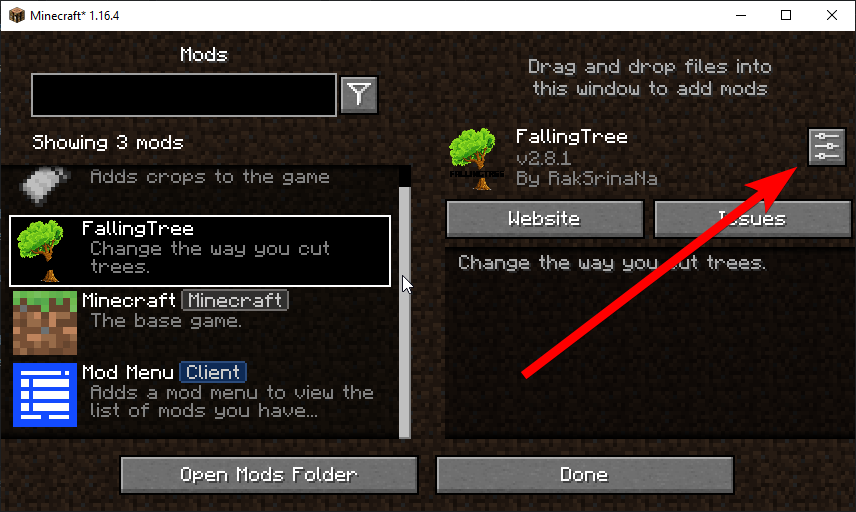 Minecraft* 1.16.4
Mods
Drag and drop files into
this window to add mods
Showing 3 mods
Adds crops to the game
FallingTree
Change the way you cut
trees.
Minecraft Minecraft
The base game.
Mod Menu Client
Adds a mod menu to view the
list of mods you have...
FallingTree
v2.8.1
By RakSrinaNa
FALLINGTREE
Website
Issues
Change the way you cut trees.
Open Mods Folder
Done